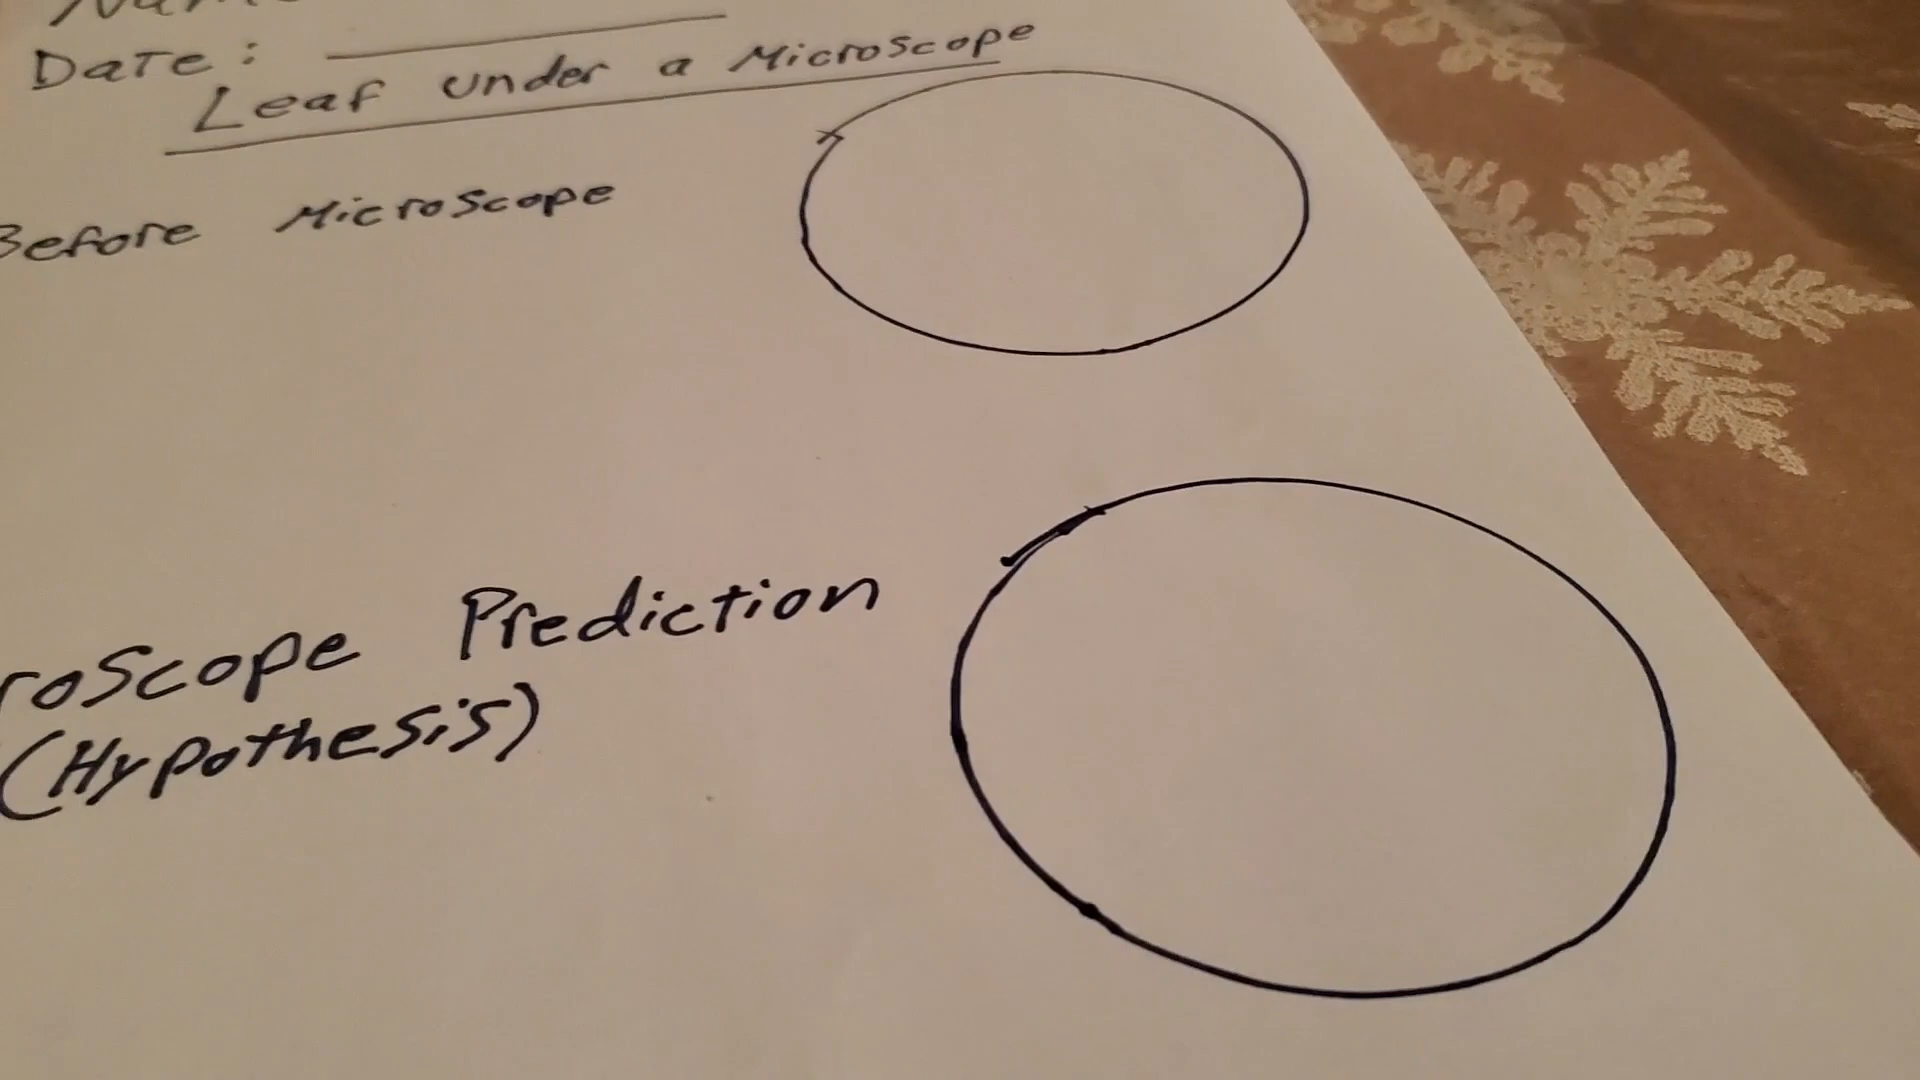 Date:
Leaf under a Microscope
Before Microscope
roscope Prediction
(Hypothesis)